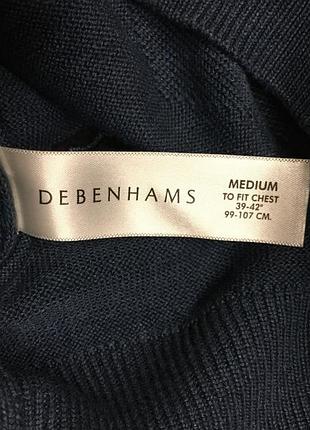 DEBENHAMS
MEDIUM
TO FIT CHEST
39-42"
99-107 CM.